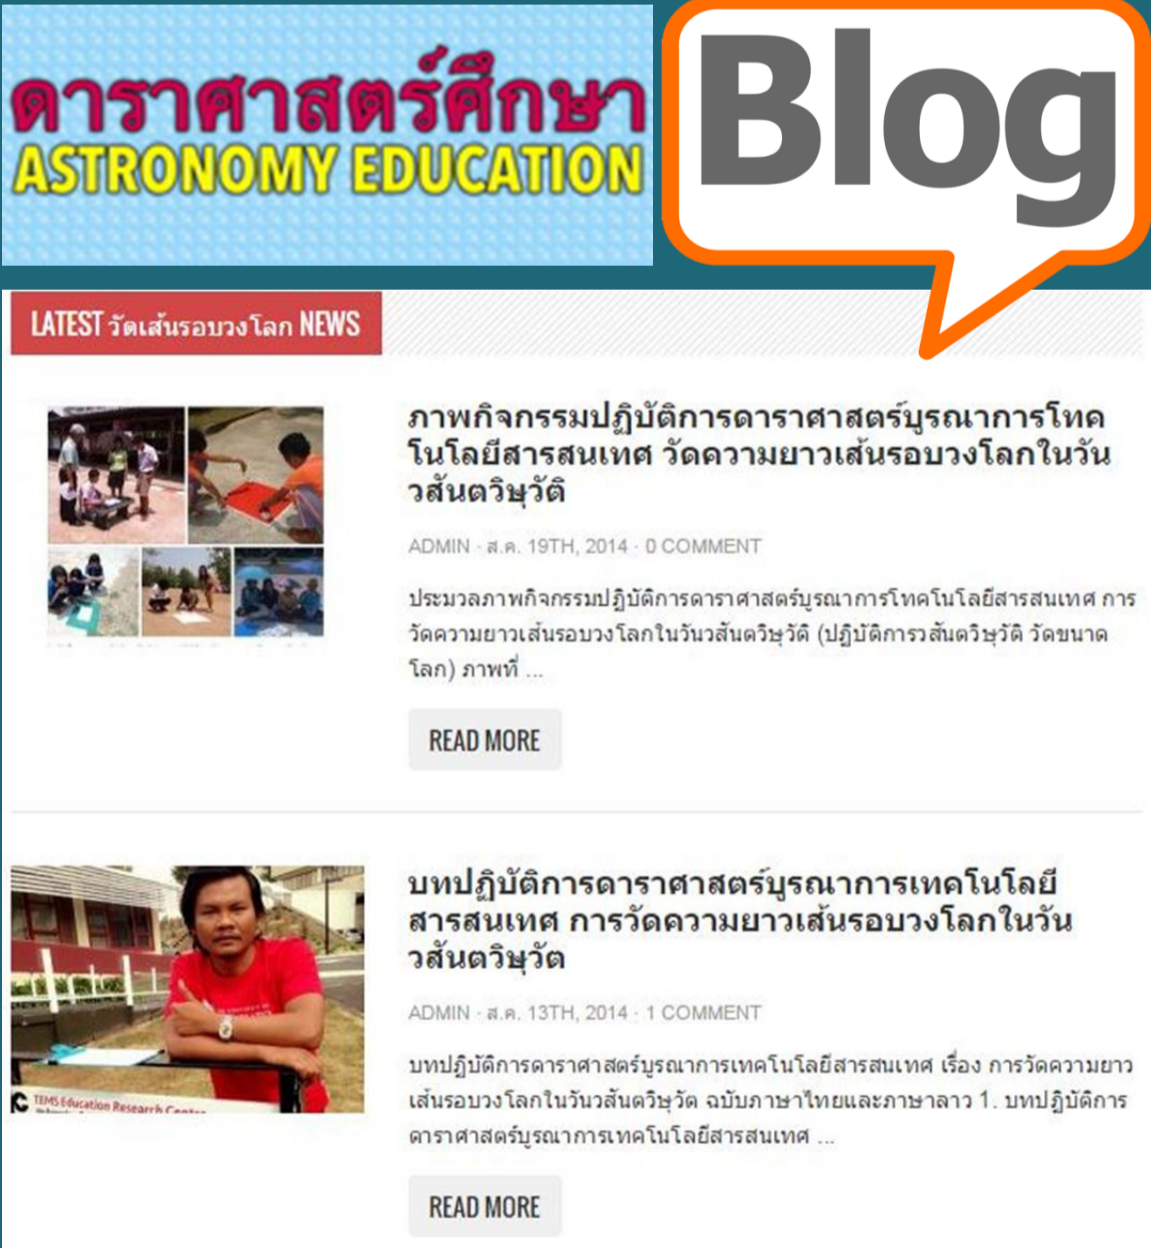 ดาราศาสตร์ศึกษา
ASTRONOMY EDUCATION
Blog
LATEST วัดเส้นรอบวงโลก NEWS
ภาพกิจกรรมปฏิบัติการดาราศาสตร์บูรณาการโทค
โนโลยีสารสนเทศ วัดความยาวเส้นรอบวงโลกในวัน
วสันตวิษุวัติ
ADMIN · ส.ค. 19TH, 2014 · 0 COMMENT
ประมวลภาพกิจกรรมปฏิบัติการดาราศาสตร์บูรณาการโทคโนโลยีสารสนเทศ การ
วัดความยาวเส้นรอบวงโลกในวันวสันตวิษุวัติ (ปฏิบัติการวสันตวิษุวัติ วัดขนาด
โลก) ภาพที่ ...
READ MORE
บทปฏิบัติการดาราศาสตร์บูรณาการเทคโนโลยี
สารสนเทศ การวัดความยาวเส้นรอบวงโลกในวัน
วสันตวิษุวัต
ADMIN · ส.ค. 13TH, 2014 · 1 COMMENT
บทปฏิบัติการดาราศาสตร์บูรณาการเทคโนโลยีสารสนเทศ เรื่อง การวัดความยาว
เส้นรอบวงโลกในวันวสันตวิษุวัต ฉบับภาษาไทยและภาษาลาว 1. บทปฏิบัติการ
ดาราศาสตร์บูรณาการเทคโนโลยีสารสนเทศ ...
TEMS Education Research Centre
READ MORE